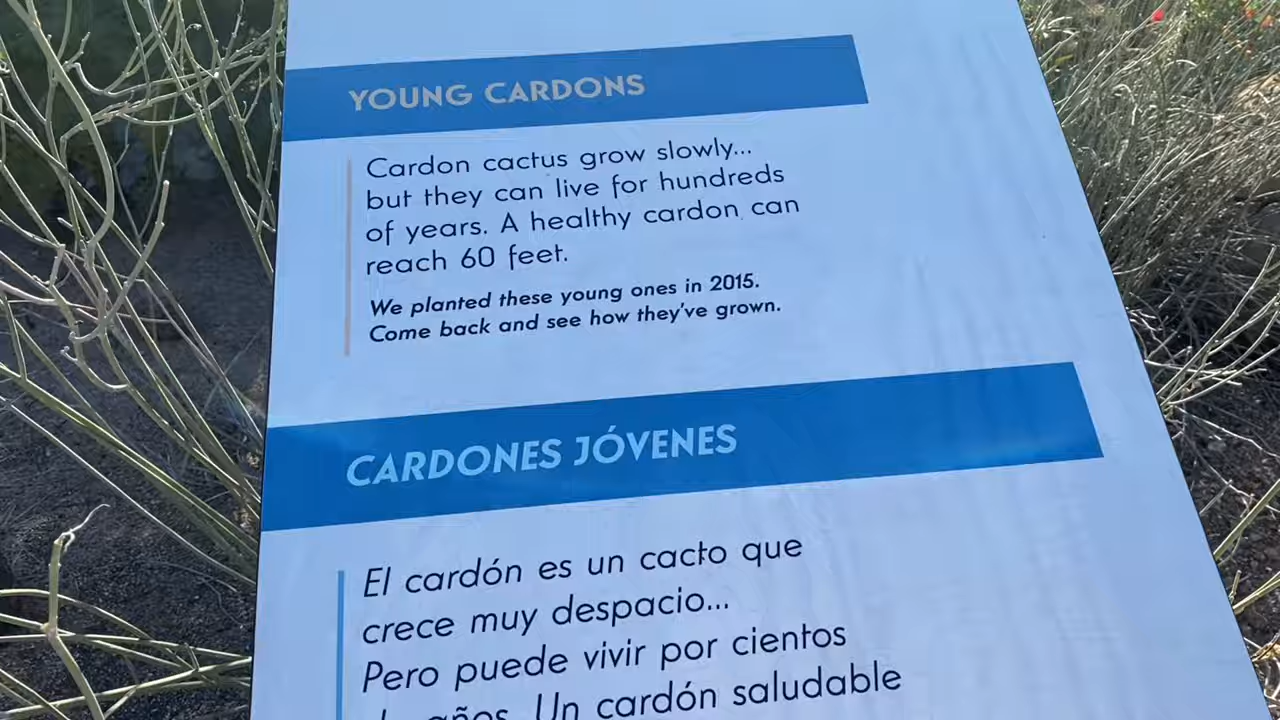 YOUNG CARDONS
Cardon cactus grow slowly...
but they can live for hundreds
of years. A healthy cardon can
reach 60 feet.
We planted these young ones in 2015.
Come back and see how they've grown.
CARDONES JÓVENES
El cardón es un cacto que
crece muy despacio...
Pero puede vivir por cientos
de años. Un cardón saludable